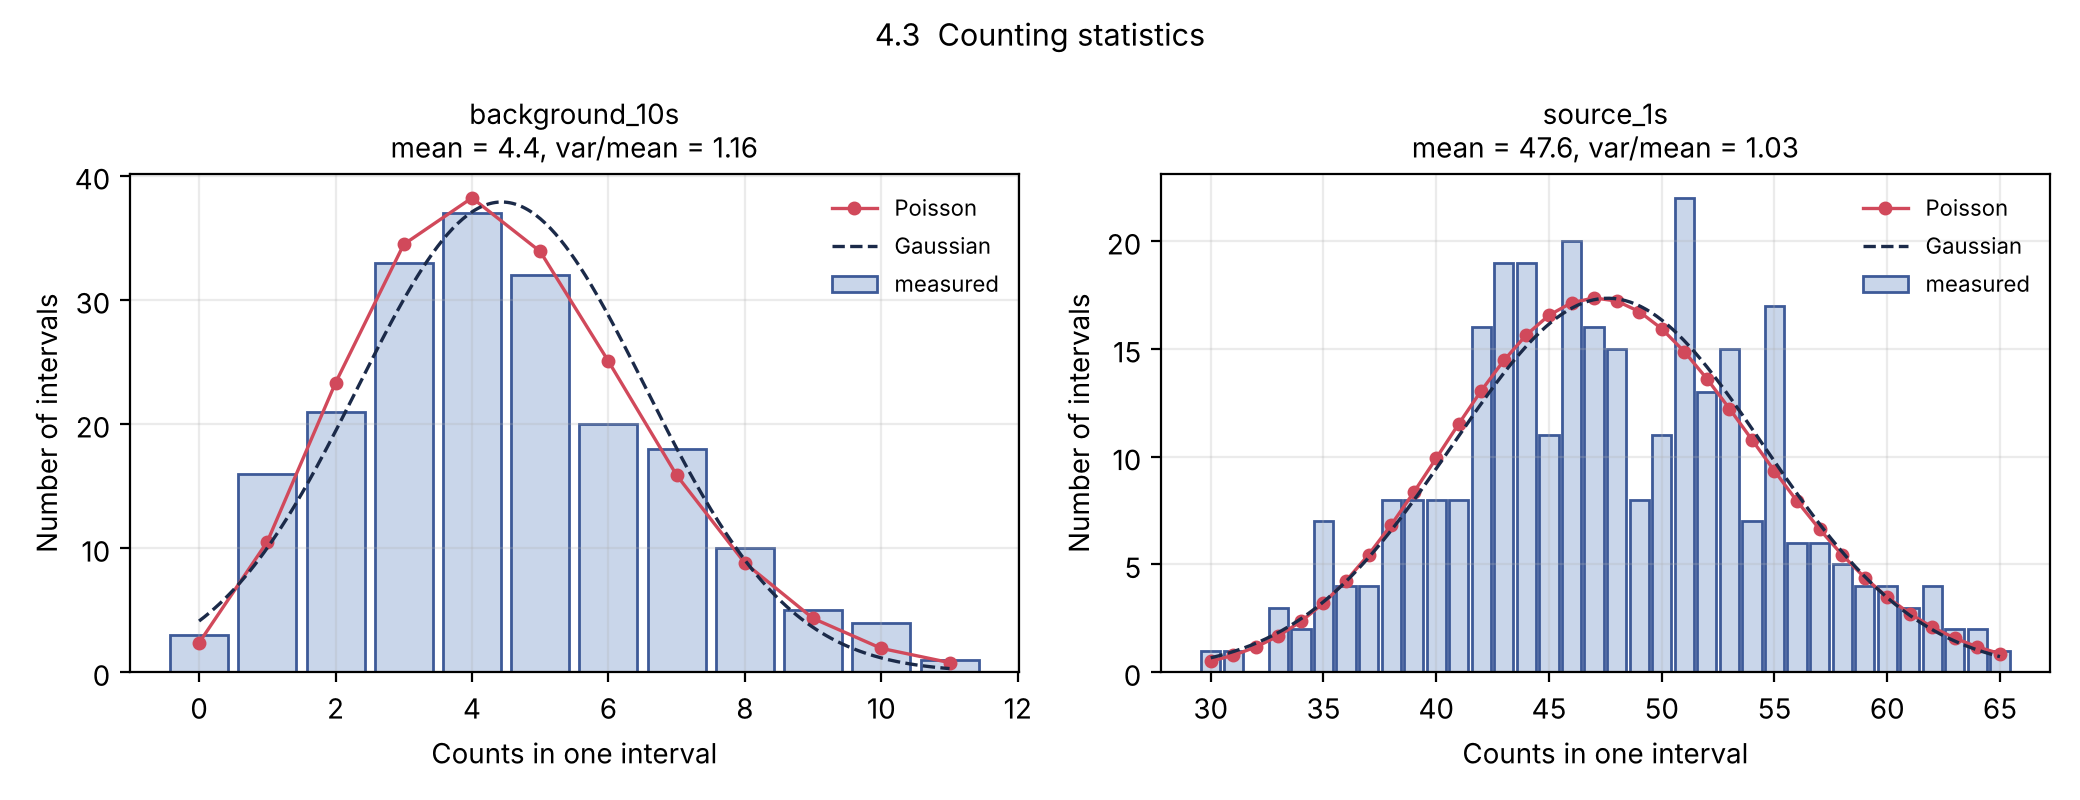 4.3  Counting statistics
background_10s
mean = 4.4, var/mean = 1.16
Number of intervals
40
30
20
10
0
Poisson
Gaussian
measured
0 2 4 6 8 10 12
Counts in one interval
source_1s
mean = 47.6, var/mean = 1.03
Number of intervals
20
15
10
5
0
Poisson
Gaussian
measured
30 35 40 45 50 55 60 65
Counts in one interval